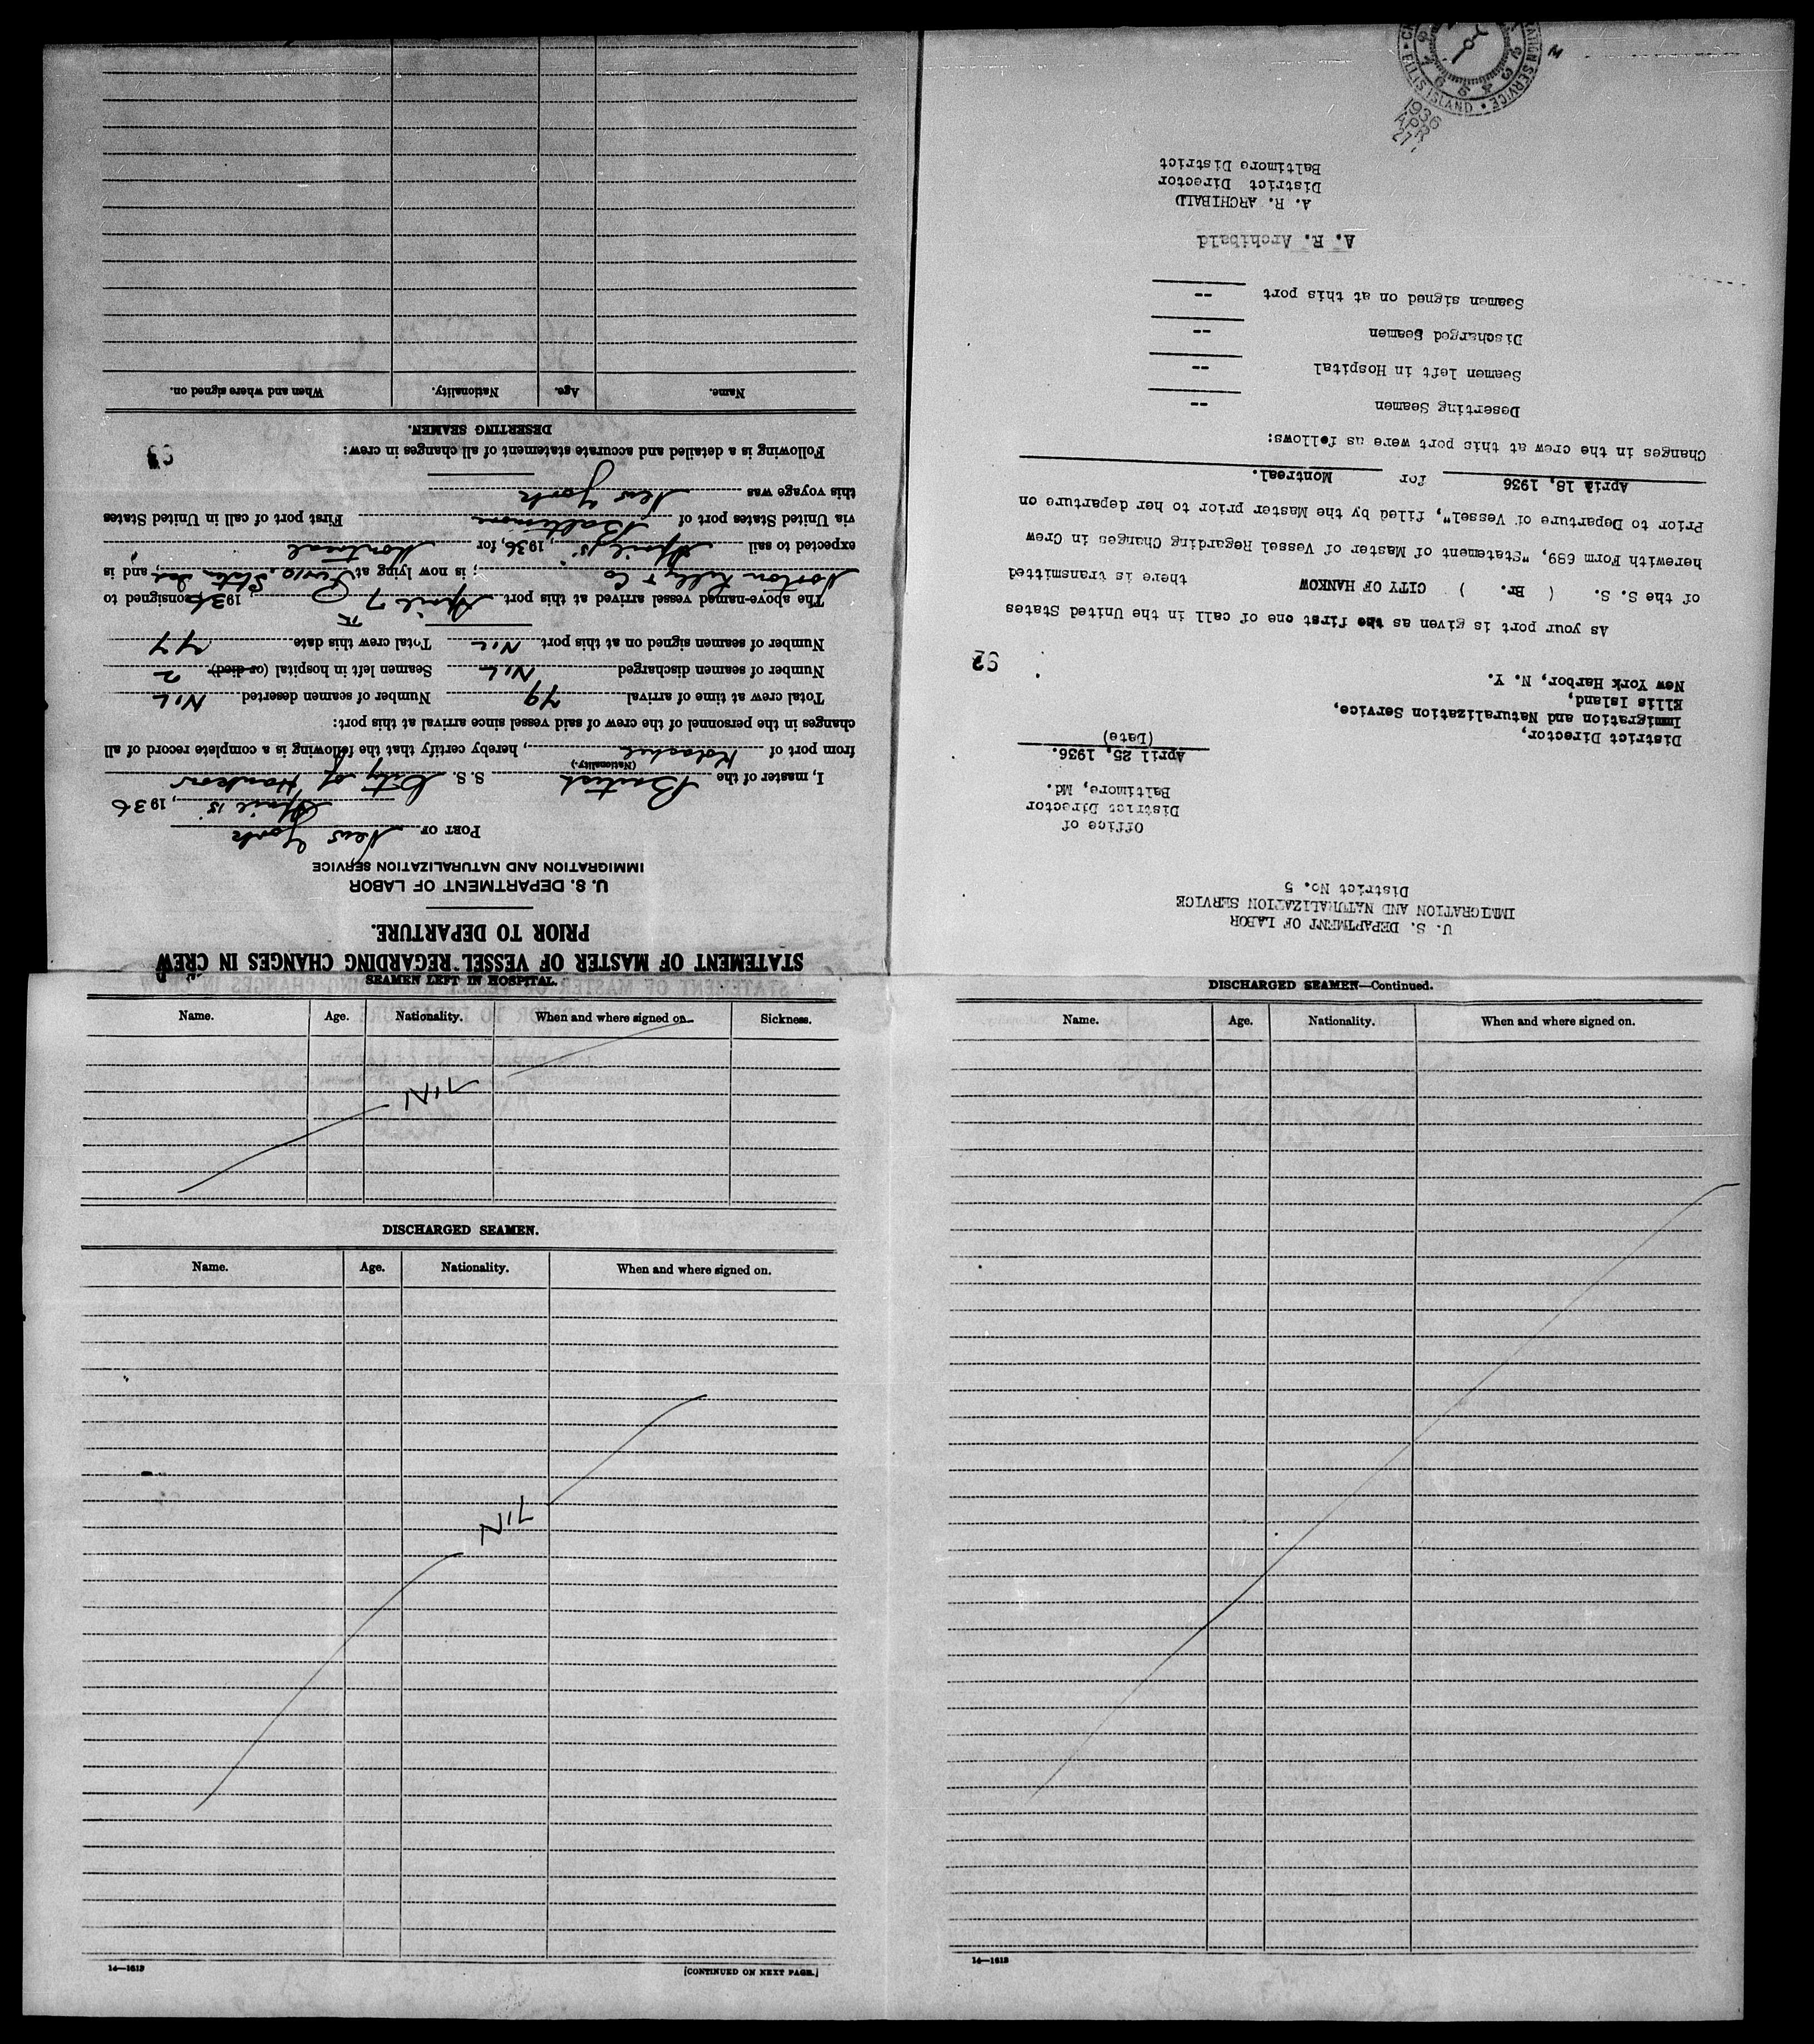 STATEMENT OF MASTER OF VESSEL REGARDING CHANGES IN CREW
PRIOR TO DEPARTURE.
U. S. DEPARTMENT OF LABOR
IMMIGRATION AND NATURALIZATION SERVICE
PORT OF New York
April 15, 1936
I, master of the British S. S. City of Hankow
(Nationality.)
from port of , hereby certify that the following is a complete record of all
changes in the personnel of the crew of said vessel since arrival at this port:
Total crew at time of arrival 79 Number of seamen deserted NIL
Number of seamen discharged NIL Seamen left in hospital (or died) 2
Number of seamen signed on at this port NIL Total crew this date 77
The above-named vessel arrived at this port April 7, 1936 consigned to
Norton Lilly & Co; is now lying at , Staten Isd, and is
expected to sail April 15, 1936, for Montreal
via United States port of Baltimore First port of call in United States
this voyage was New York
Following is a detailed and accurate statement of all changes in crew:
DESERTING SEAMEN.
Name. Age. Nationality. When and where signed on.
U. S. DEPARTMENT OF LABOR
IMMIGRATION AND NATURALIZATION SERVICE
District No. 5
Office of
District Director
Baltimore, Md.
April 25, 1936.
(Date)
District Director,
Immigration and Naturalization Service,
Ellis Island,
New York Harbor, N. Y.
92
As your port is given as the first one of call in the United States
of the S. S. ( Br. ) CITY OF HANKOW there is transmitted
herewith Form 689, "Statement of Master of Vessel Regarding Changes in Crew
Prior to Departure of Vessel", filed by the Master prior to her departure on
April 18, 1936 for Montreal.
Changes in the crew at this port were as follows:
Deserting Seamen --
Seamen left in Hospital --
Discharged Seamen --
Seamen signed on at this port --
A. R. Archibald
A. R. ARCHIBALD
District Director
Baltimore District
1936
APR
27
ELLIS ISLAND
SERVICE
SEAMEN LEFT IN HOSPITAL.
Name. Age. Nationality. When and where signed on. Sickness.
NIL
DISCHARGED SEAMEN.
Name. Age. Nationality. When and where signed on.
NIL
14—1613
[CONTINUED ON NEXT PAGE.]
DISCHARGED SEAMEN—Continued.
Name. Age. Nationality. When and where signed on.
14—1613